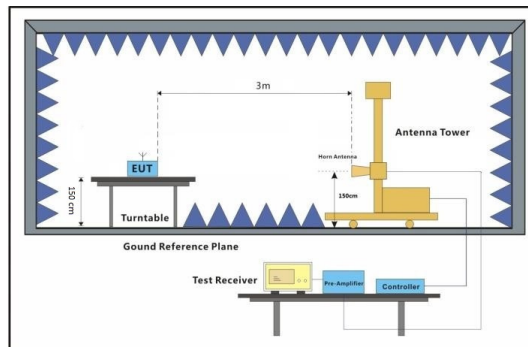 3m
Antenna Tower
Horn Antenna
EUT
150 cm
150cm
Turntable
Gound Reference Plane
Test Receiver
Pre-Amplifier
Controller